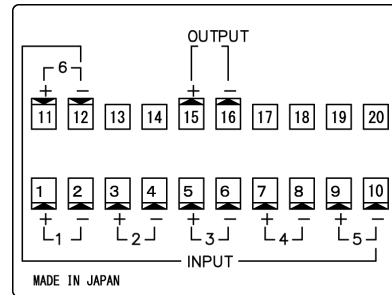 OUTPUT
6
+ − + −
11 12 13 14 15 16 17 18 19 20
1 2 3 4 5 6 7 8 9 10
+ − + − + − + − + −
1 2 3 4 5
INPUT
MADE IN JAPAN